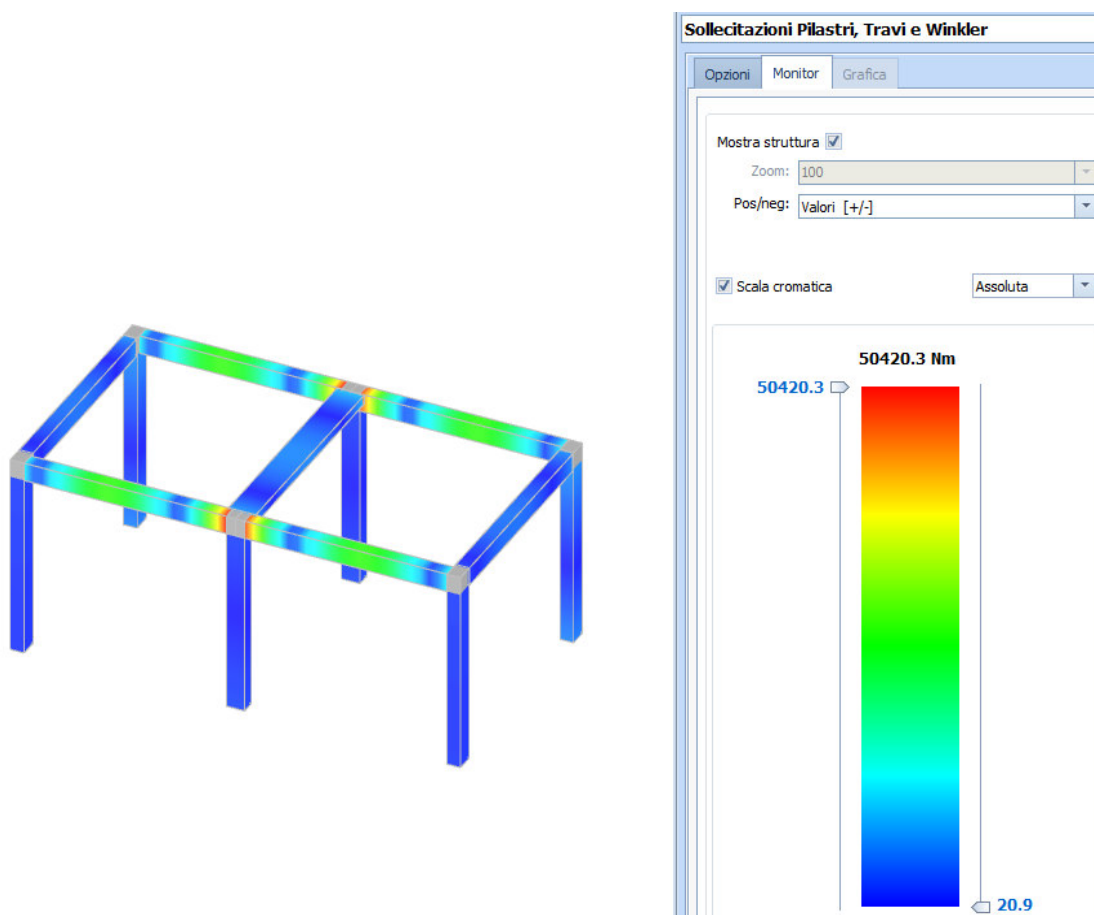 Sollecitazioni Pilastri, Travi e Winkler
Opzioni Monitor Grafica
Mostra struttura
Zoom: 100
Pos/neg: Valori [+/-]
Scala cromatica Assoluta
50420.3 Nm
50420.3
20.9